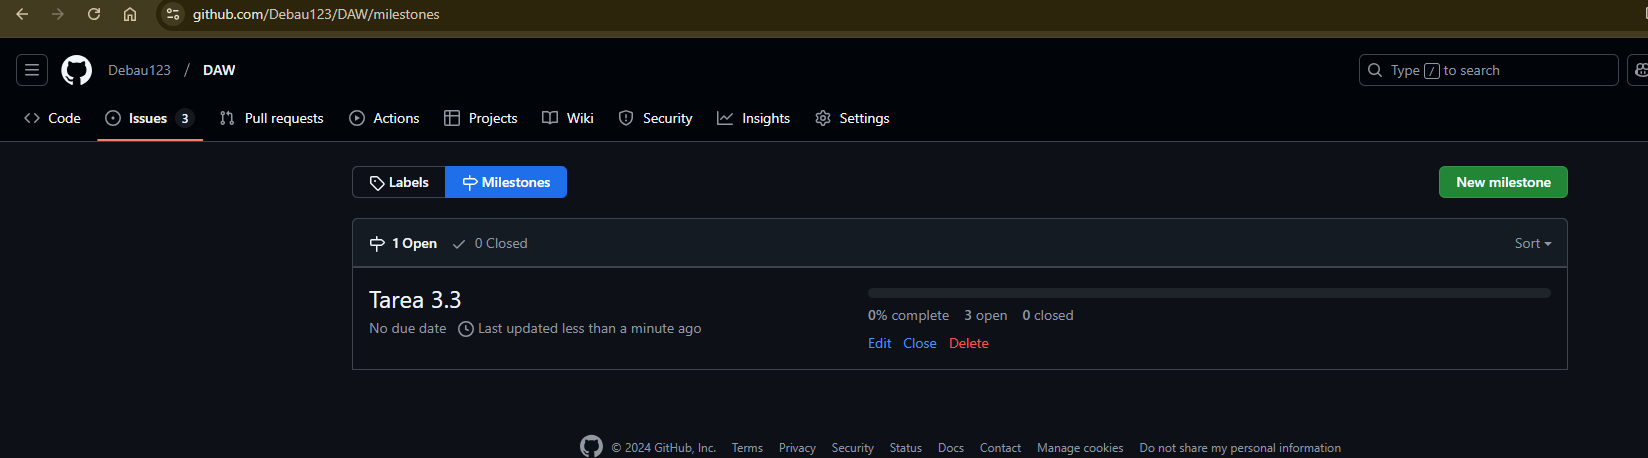 github.com/Debau123/DAW/milestones
Debau123 / DAW
Type / to search
Code Issues 3 Pull requests Actions Projects Wiki Security Insights Settings
Labels Milestones New milestone
1 Open 0 Closed Sort
Tarea 3.3
No due date Last updated less than a minute ago
0% complete 3 open 0 closed
Edit Close Delete
© 2024 GitHub, Inc. Terms Privacy Security Status Docs Contact Manage cookies Do not share my personal information